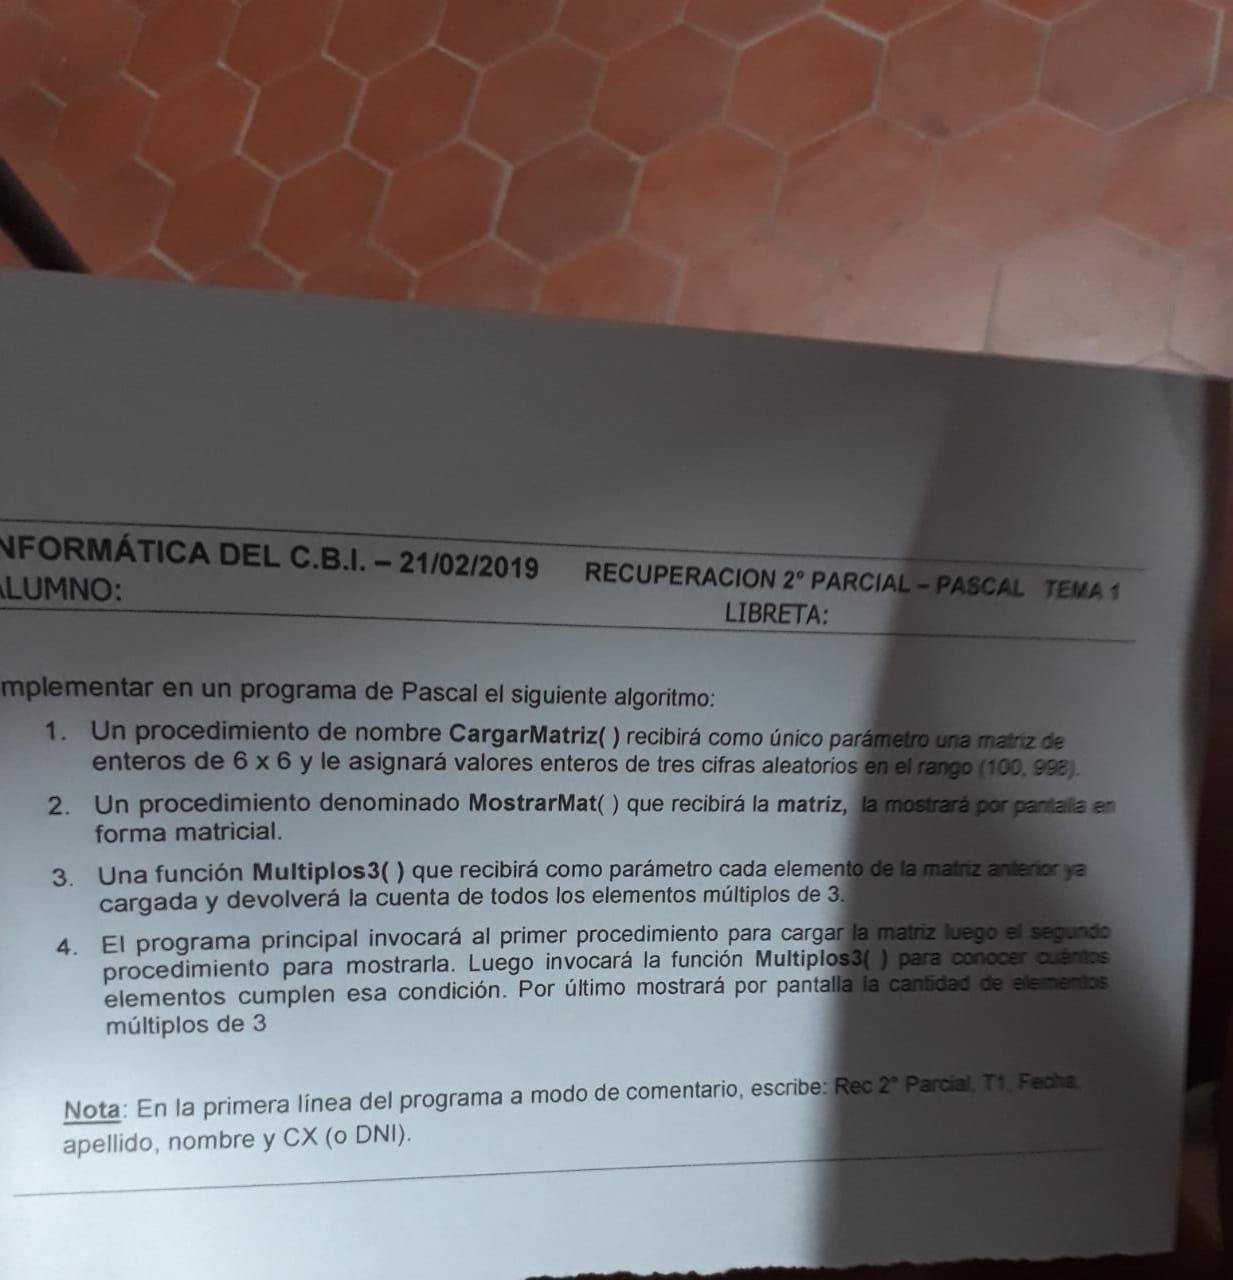 NFORMÁTICA DEL C.B.I. – 21/02/2019 RECUPERACION 2° PARCIAL – PASCAL TEMA 1
ALUMNO: LIBRETA:
mplementar en un programa de Pascal el siguiente algoritmo:
1. Un procedimiento de nombre CargarMatriz( ) recibirá como único parámetro una matriz de
enteros de 6 x 6 y le asignará valores enteros de tres cifras aleatorios en el rango (100, 998).
2. Un procedimiento denominado MostrarMat( ) que recibirá la matriz, la mostrará por pantalla en
forma matricial.
3. Una función Multiplos3( ) que recibirá como parámetro cada elemento de la matriz anterior ya
cargada y devolverá la cuenta de todos los elementos múltiplos de 3.
4. El programa principal invocará al primer procedimiento para cargar la matriz luego el segundo
procedimiento para mostrarla. Luego invocará la función Multiplos3( ) para conocer cuántos
elementos cumplen esa condición. Por último mostrará por pantalla la cantidad de elementos
múltiplos de 3
Nota: En la primera línea del programa a modo de comentario, escribe: Rec 2° Parcial, T1, Fecha,
apellido, nombre y CX (o DNI).